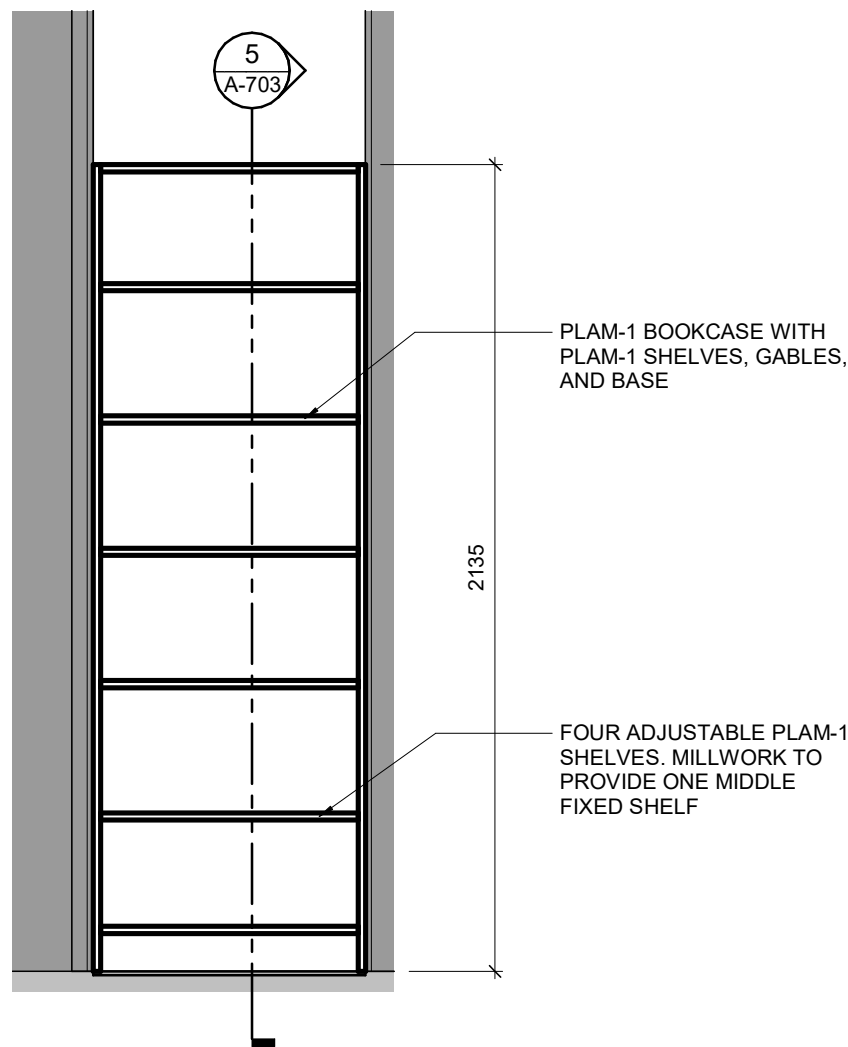 5
A-703
PLAM-1 BOOKCASE WITH
PLAM-1 SHELVES, GABLES,
AND BASE
2135
FOUR ADJUSTABLE PLAM-1
SHELVES. MILLWORK TO
PROVIDE ONE MIDDLE
FIXED SHELF